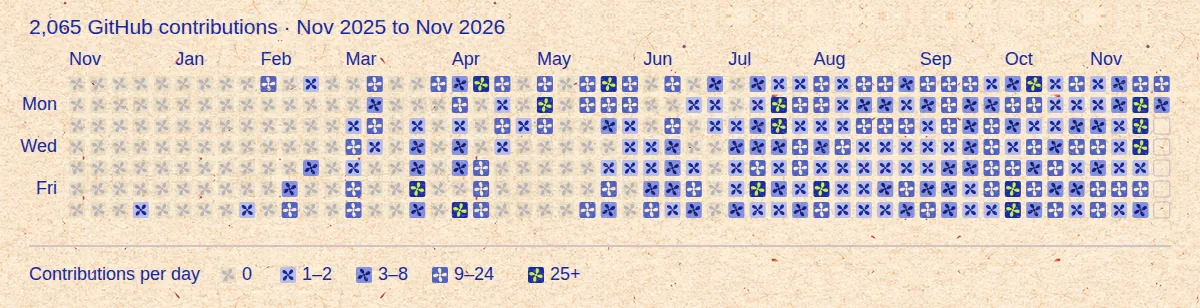 2,065 GitHub contributions · Nov 2025 to Nov 2026
Nov Jan Feb Mar Apr May Jun Jul Aug Sep Oct Nov
Mon
Wed
Fri
Contributions per day 0 1–2 3–8 9–24 25+